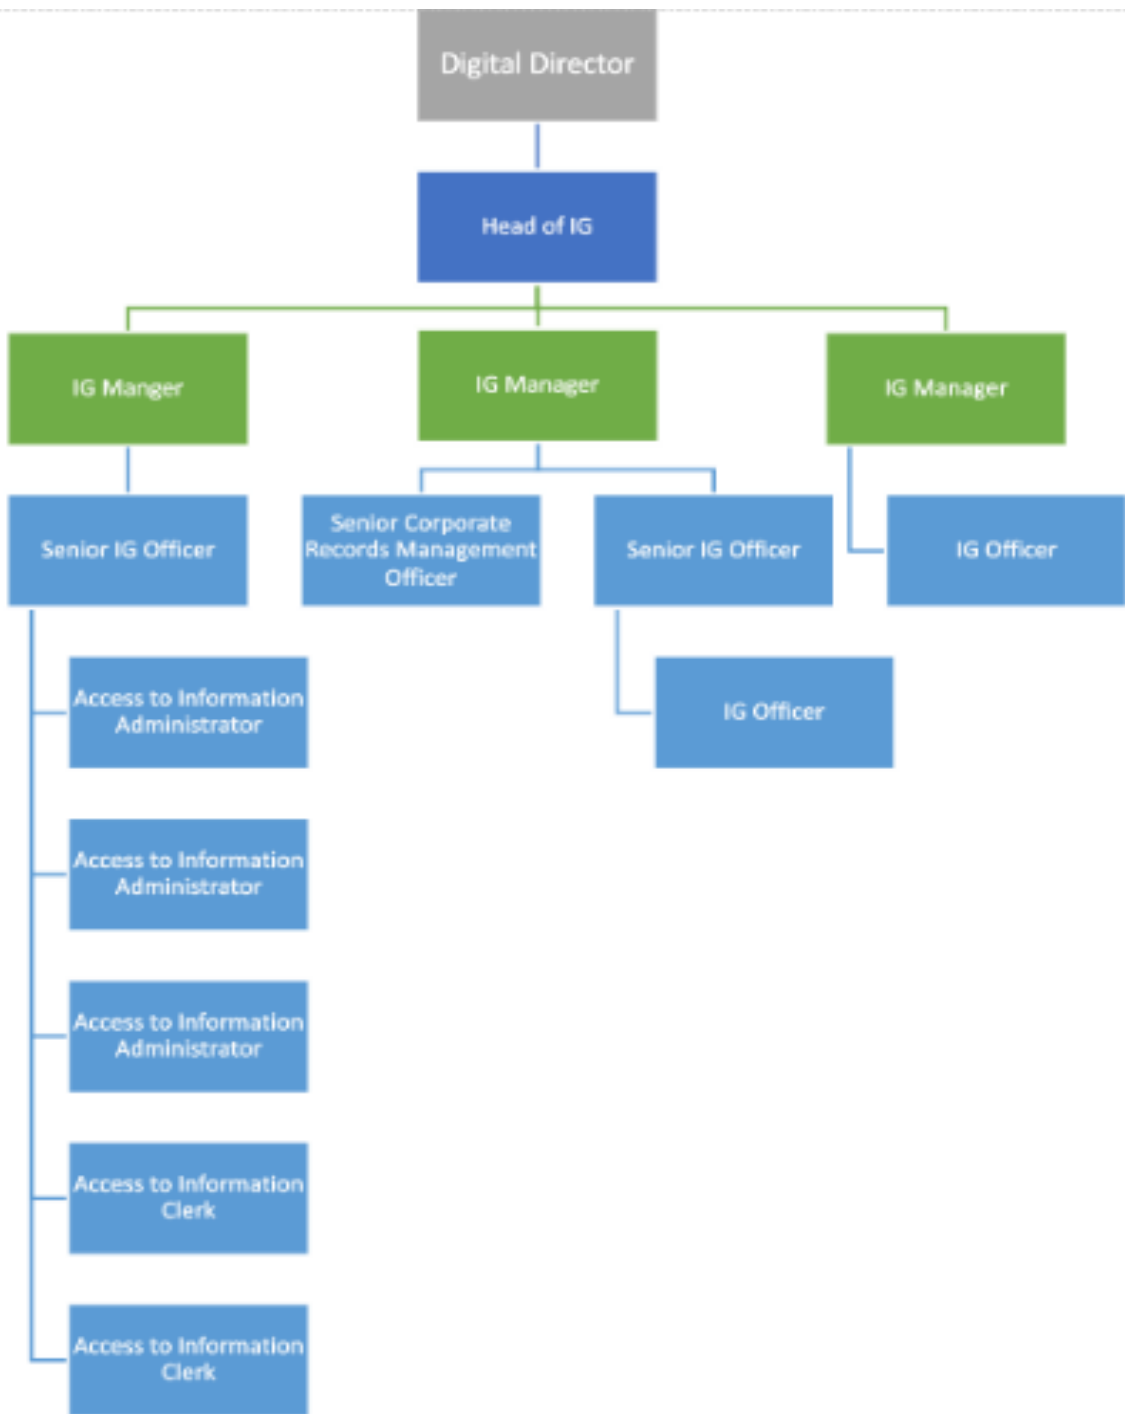 Digital Director
Head of IG
IG Manger
IG Manager
IG Manager
Senior IG Officer
Senior Corporate
Records Management
Officer
Senior IG Officer
IG Officer
Access to Information
Administrator
IG Officer
Access to Information
Administrator
Access to Information
Administrator
Access to Information
Clerk
Access to Information
Clerk